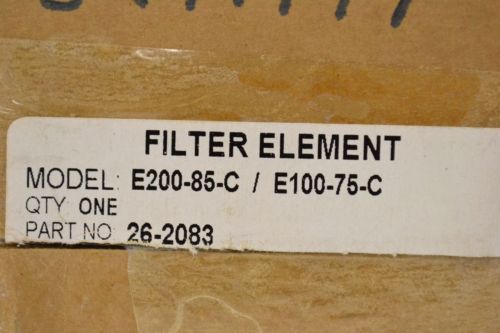 FILTER ELEMENT
MODEL: E200-85-C / E100-75-C
QTY: ONE
PART NO: 26-2083